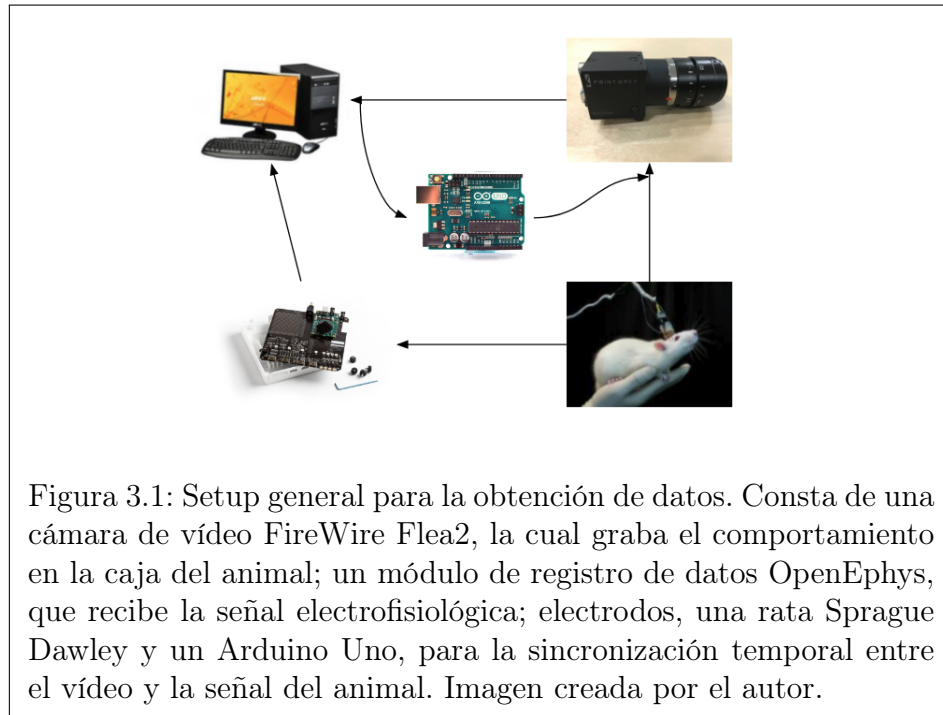 POINT GREY
Figura 3.1: Setup general para la obtención de datos. Consta de una
cámara de vídeo FireWire Flea2, la cual graba el comportamiento
en la caja del animal; un módulo de registro de datos OpenEphys,
que recibe la señal electrofisiológica; electrodos, una rata Sprague
Dawley y un Arduino Uno, para la sincronización temporal entre
el vídeo y la señal del animal. Imagen creada por el autor.